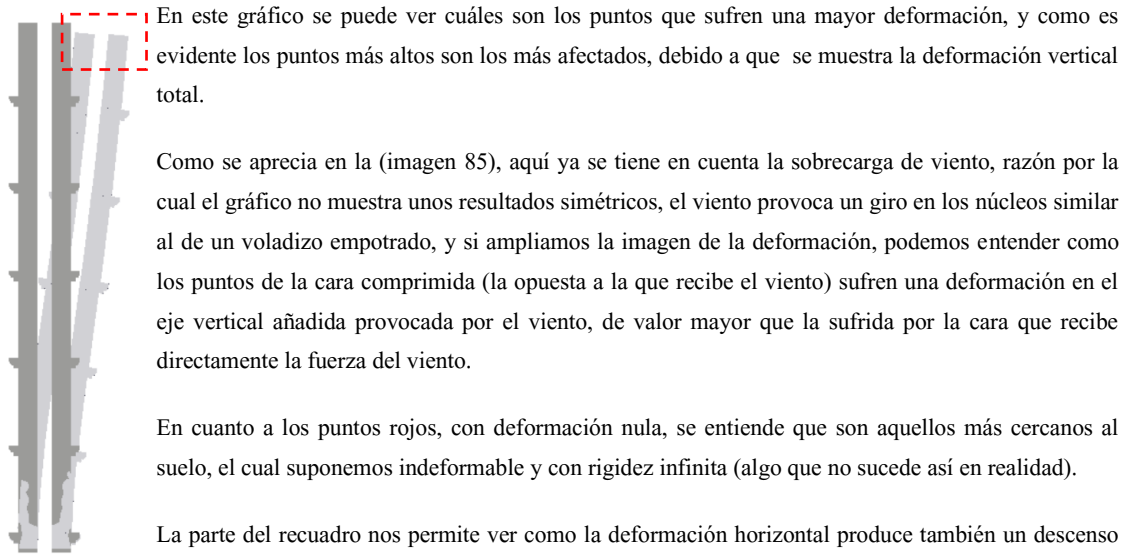 En este gráfico se puede ver cuáles son los puntos que sufren una mayor deformación, y como es
evidente los puntos más altos son los más afectados, debido a que se muestra la deformación vertical
total.
Como se aprecia en la (imagen 85), aquí ya se tiene en cuenta la sobrecarga de viento, razón por la
cual el gráfico no muestra unos resultados simétricos, el viento provoca un giro en los núcleos similar
al de un voladizo empotrado, y si ampliamos la imagen de la deformación, podemos entender como
los puntos de la cara comprimida (la opuesta a la que recibe el viento) sufren una deformación en el
eje vertical añadida provocada por el viento, de valor mayor que la sufrida por la cara que recibe
directamente la fuerza del viento.
En cuanto a los puntos rojos, con deformación nula, se entiende que son aquellos más cercanos al
suelo, el cual suponemos indeformable y con rigidez infinita (algo que no sucede así en realidad).
La parte del recuadro nos permite ver como la deformación horizontal produce también un descenso